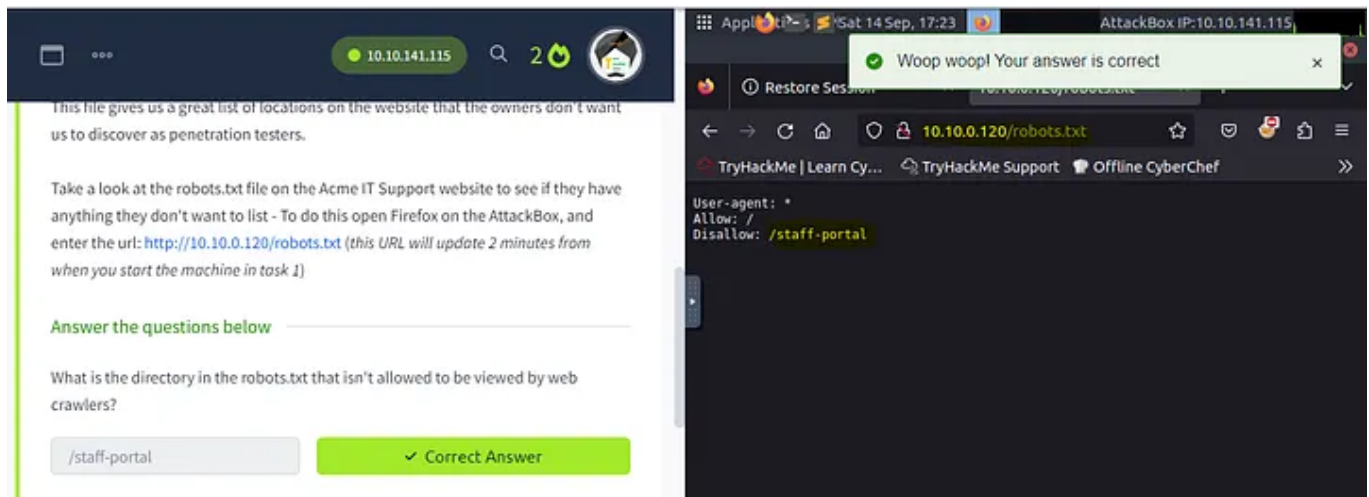 10.10.141.115
2
This file gives us a great list of locations on the website that the owners don't want
us to discover as penetration testers.
Take a look at the robots.txt file on the Acme IT Support website to see if they have
anything they don't want to list - To do this open Firefox on the AttackBox, and
enter the url: http://10.10.0.120/robots.txt (this URL will update 2 minutes from
when you start the machine in task 1)
Answer the questions below
What is the directory in the robots.txt that isn't allowed to be viewed by web
crawlers?
/staff-portal
✓ Correct Answer
Sat 14 Sep, 17:23
AttackBox IP:10.10.141.115
Woop woop! Your answer is correct
×
Restore
10.10.0.120/robots.txt
10.10.0.120/robots.txt
TryHackMe | Learn Cy...
TryHackMe Support
Offline CyberChef
User-agent: *
Allow: /
Disallow: /staff-portal